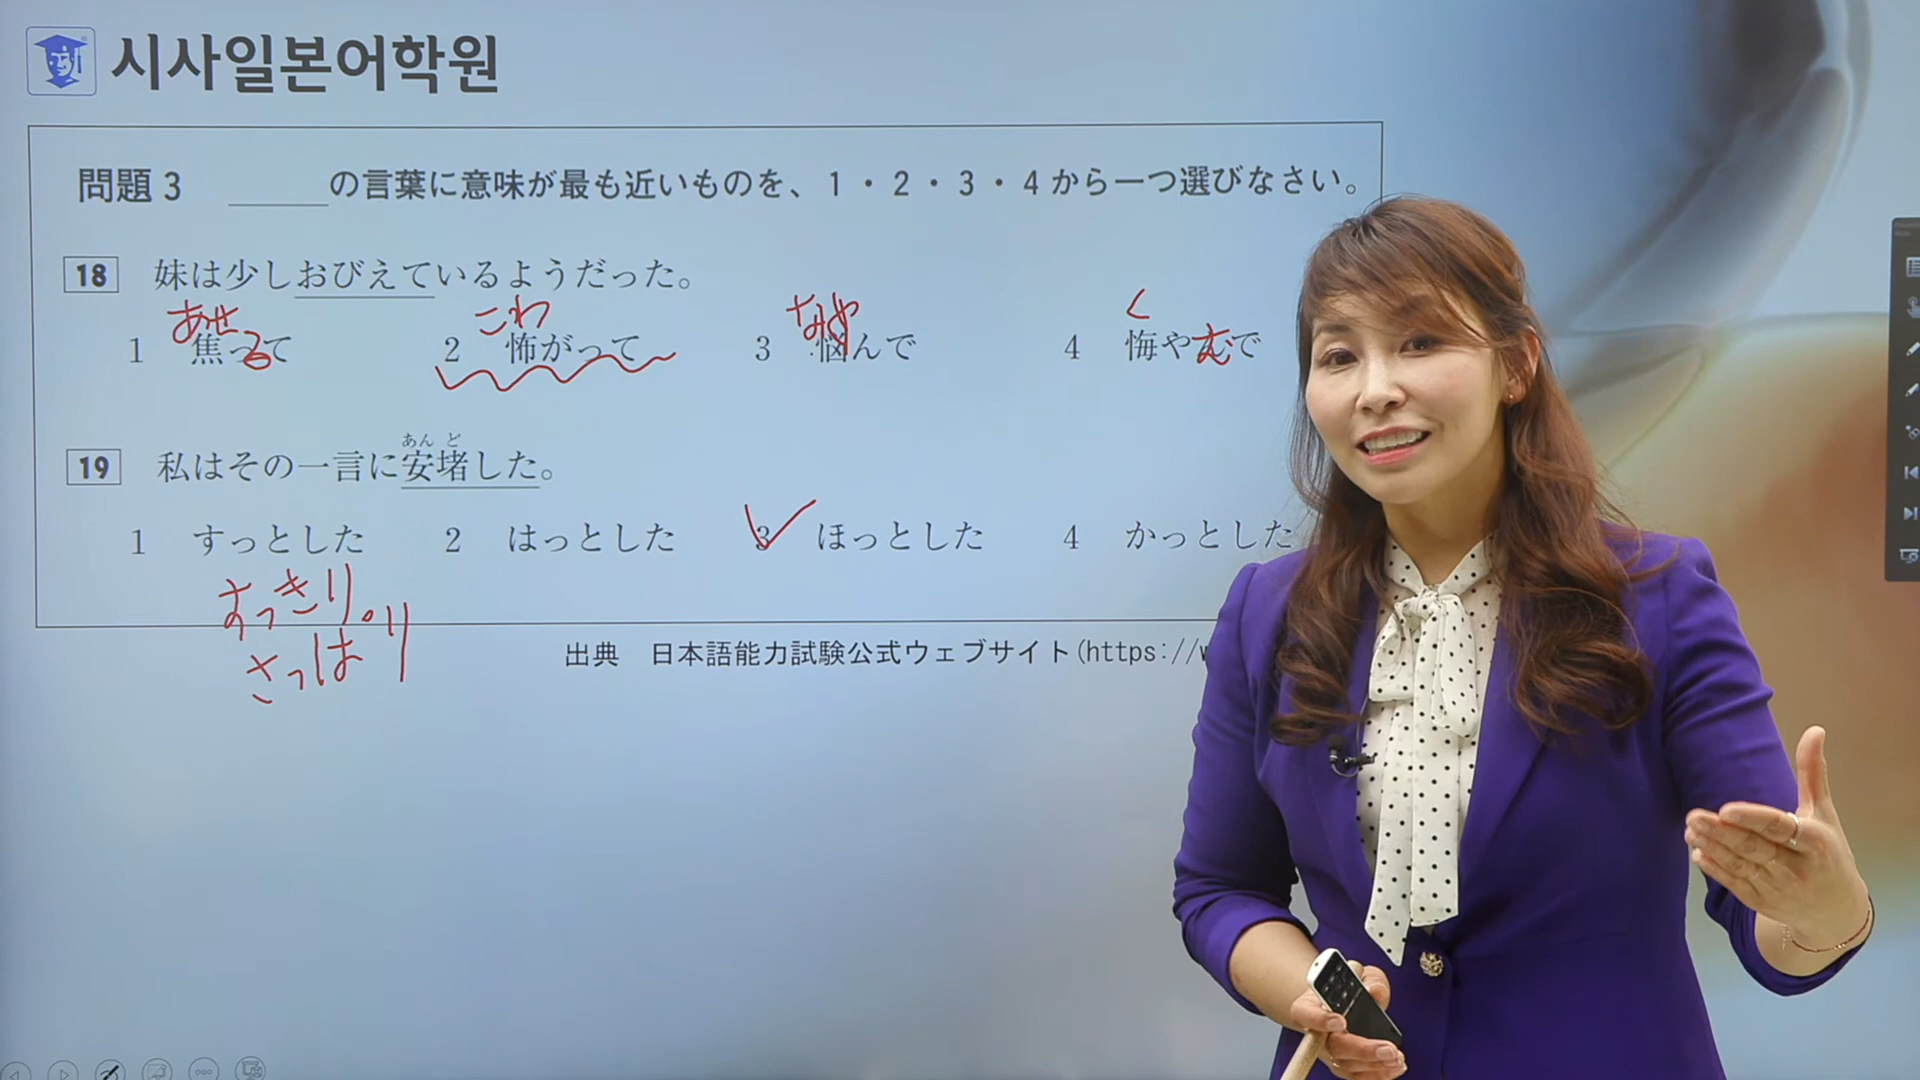 시사일본어학원
問題3 ＿＿＿の言葉に意味が最も近いものを、1・2・3・4から一つ選びなさい。
18 妹は少しおびえているようだった。
あせ こわ なや く
1 焦って 2 怖がって 3 悩んで 4 悔やんで
る む
あん ど
19 私はその一言に安堵した。
1 すっとした 2 はっとした 3 ほっとした 4 かっとした
すっきり。
さっぱり
出典 日本語能力試験公式ウェブサイト(https://w